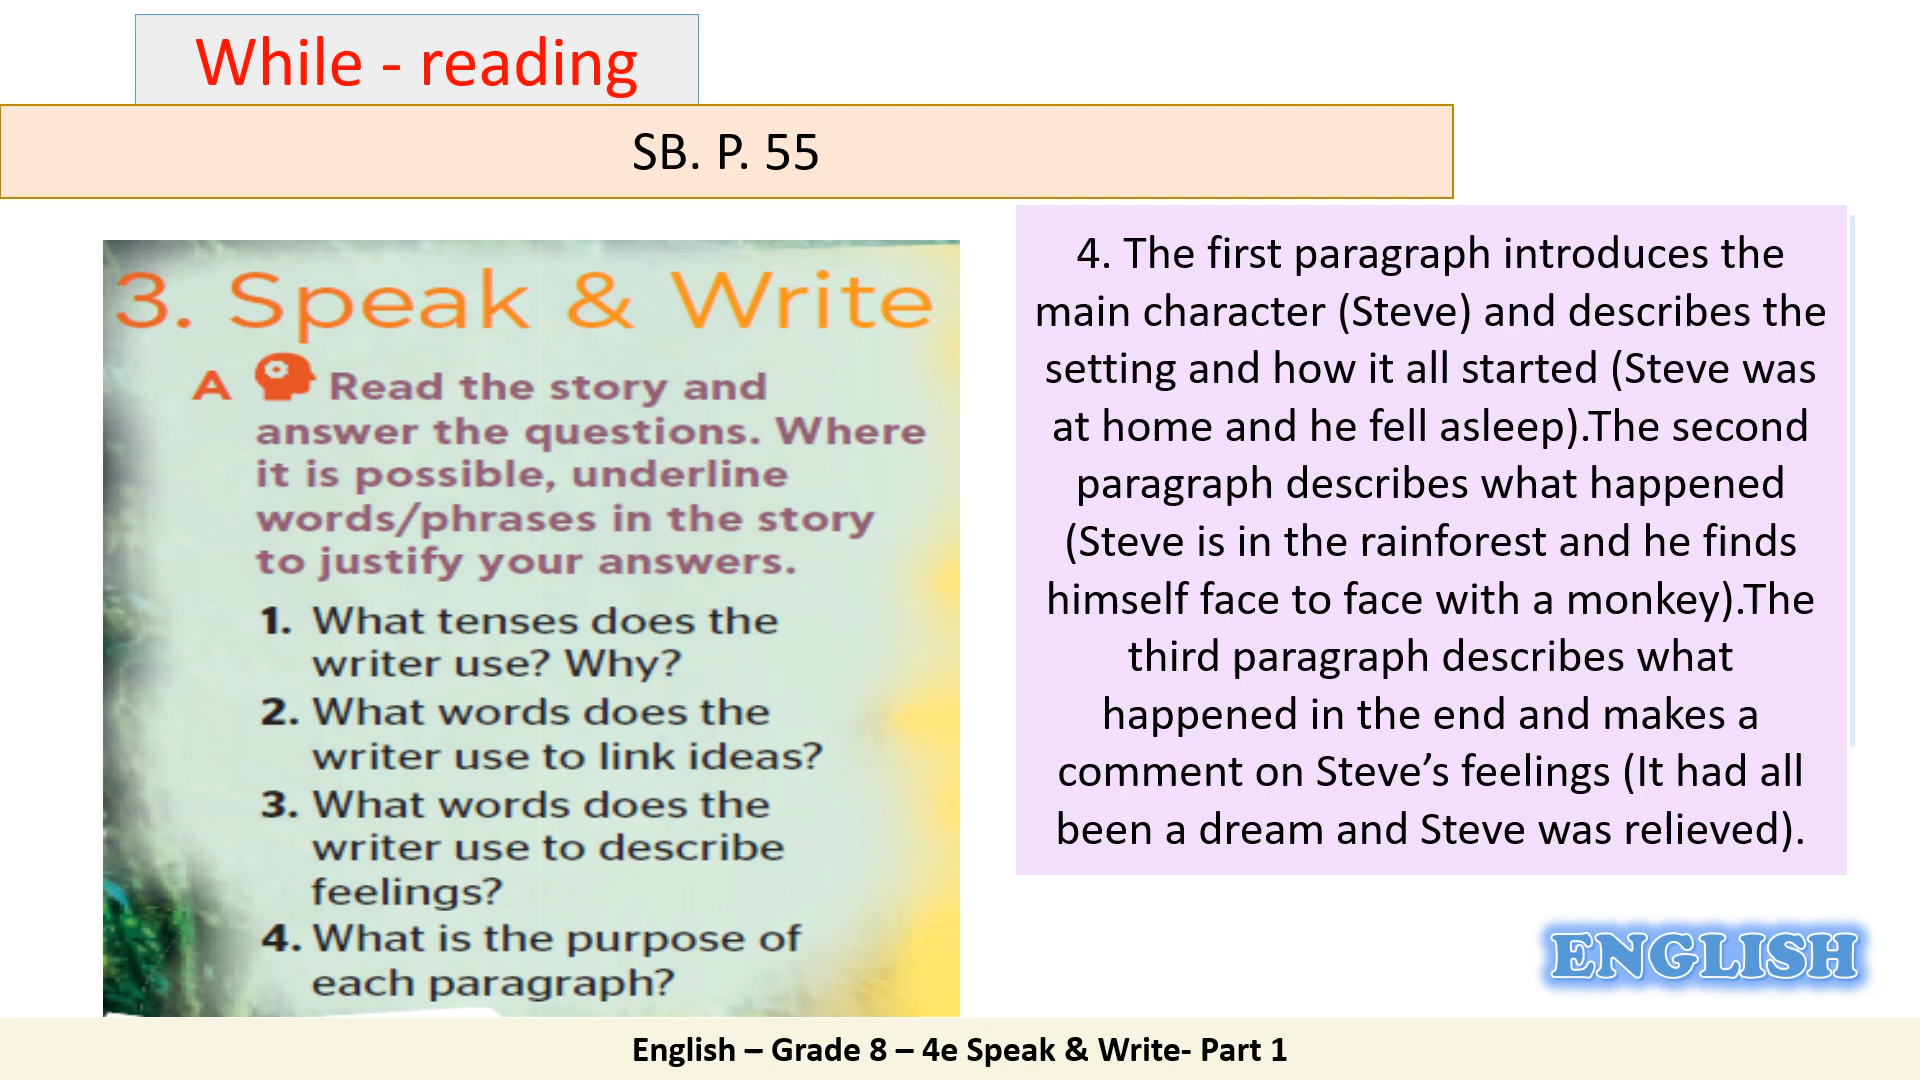 While - reading
SB. P. 55
3. Speak & Write
A Read the story and
answer the questions. Where
it is possible, underline
words/phrases in the story
to justify your answers.
1. What tenses does the
writer use? Why?
2. What words does the
writer use to link ideas?
3. What words does the
writer use to describe
feelings?
4. What is the purpose of
each paragraph?
4. The first paragraph introduces the
main character (Steve) and describes the
setting and how it all started (Steve was
at home and he fell asleep).The second
paragraph describes what happened
(Steve is in the rainforest and he finds
himself face to face with a monkey).The
third paragraph describes what
happened in the end and makes a
comment on Steve’s feelings (It had all
been a dream and Steve was relieved).
ENGLISH
English – Grade 8 – 4e Speak & Write- Part 1